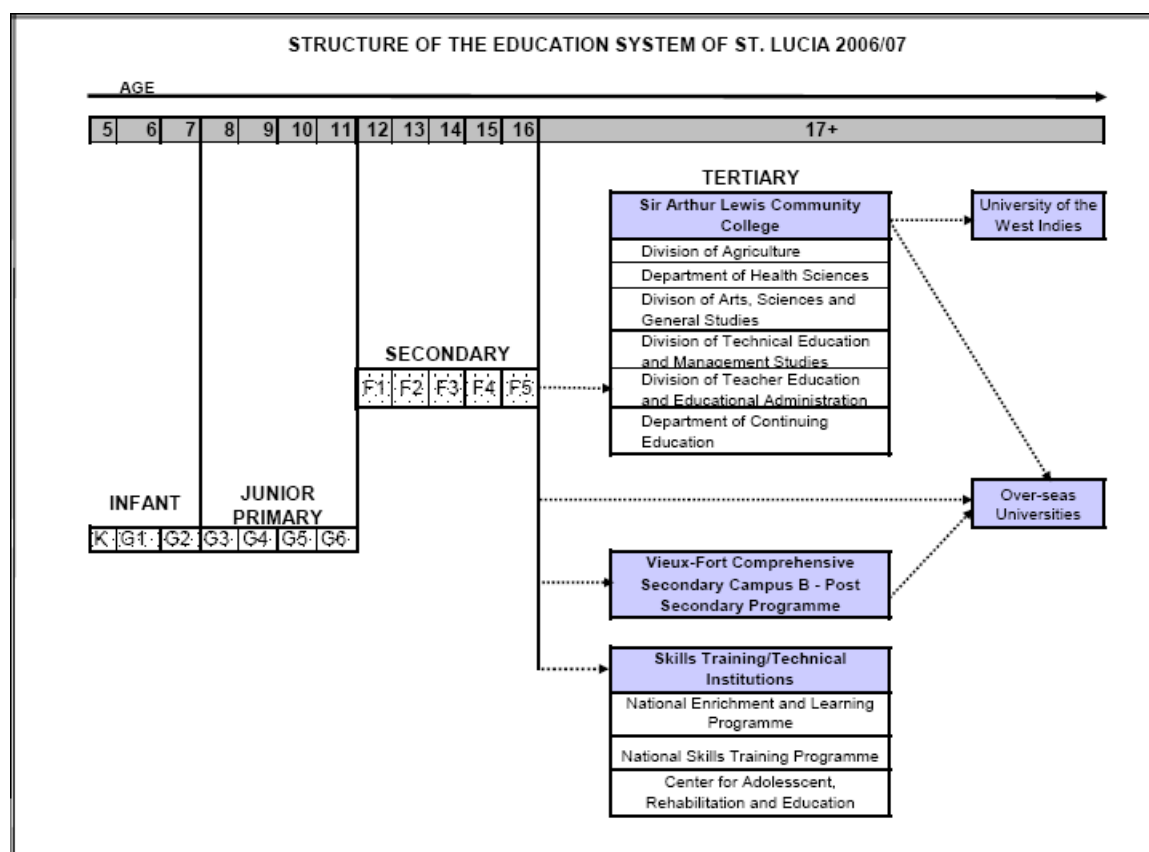 STRUCTURE OF THE EDUCATION SYSTEM OF ST. LUCIA 2006/07
AGE
5 6 7 8 9 10 11 12 13 14 15 16 17+
TERTIARY
Sir Arthur Lewis Community
College
Division of Agriculture
Department of Health Sciences
Divison of Arts, Sciences and
General Studies
Division of Technical Education
and Management Studies
Division of Teacher Education
and Educational Administration
Department of Continuing
Education
University of the
West Indies
SECONDARY
F1 F2 F3 F4 F5
INFANT
JUNIOR
PRIMARY
K G1 G2 G3 G4 G5 G6
Over-seas
Universities
Vieux-Fort Comprehensive
Secondary Campus B - Post
Secondary Programme
Skills Training/Technical
Institutions
National Enrichment and Learning
Programme
National Skills Training Programme
Center for Adolesscent,
Rehabilitation and Education